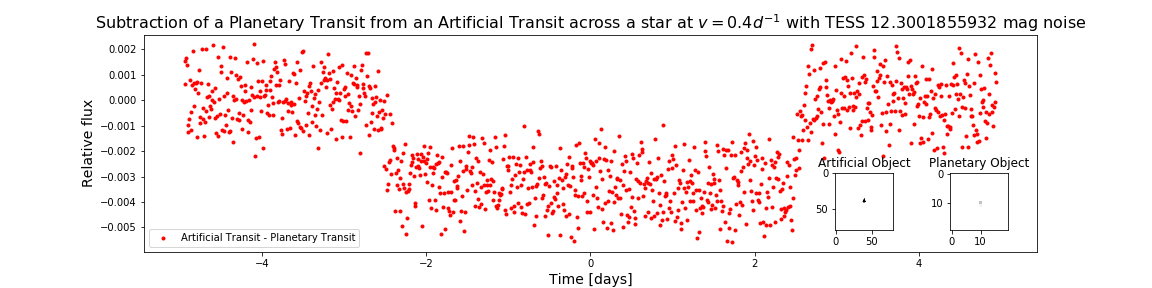 Subtraction of a Planetary Transit from an Artificial Transit across a star at v = 0.4d⁻¹ with TESS 12.3001855932 mag noise
Relative flux
0.002
0.001
0.000
−0.001
−0.002
−0.003
−0.004
−0.005
Artificial Transit - Planetary Transit
Artificial Object
0
50
0 50
Planetary Object
0
10
0 10
−4 −2 0 2 4
Time [days]